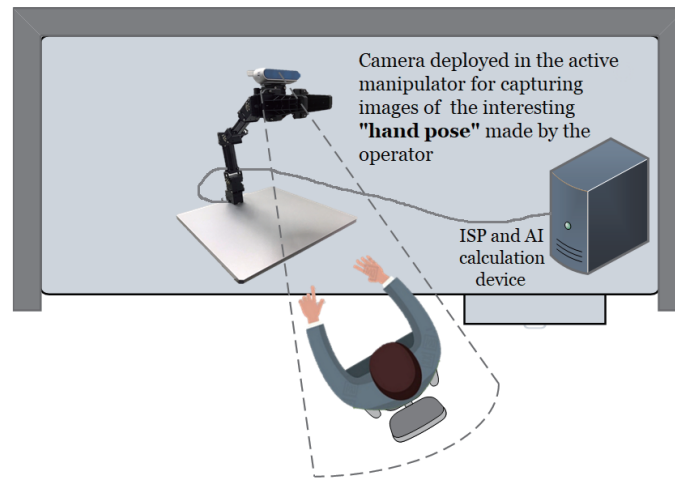 Camera deployed in the active
manipulator for capturing
images of the interesting
"hand pose" made by the
operator
ISP and AI
calculation
device